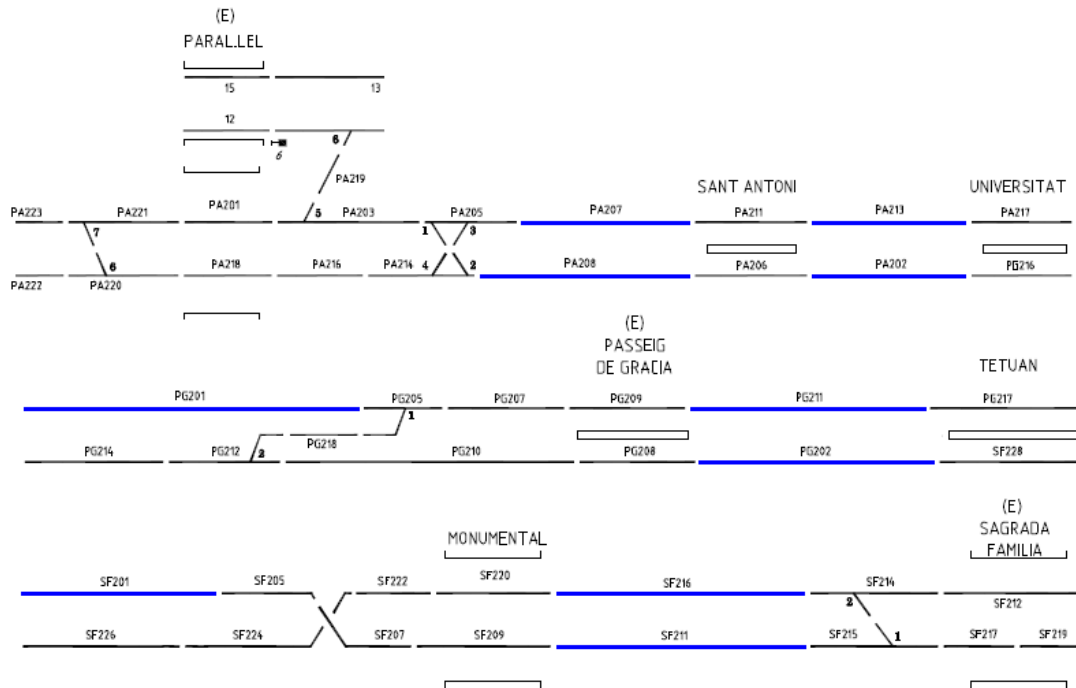 (E)
PARAL.LEL
15 13
12 6
6
PA219
SANT ANTONI UNIVERSITAT
PA223 PA221 PA201 5 PA203 PA205 PA207 PA211 PA213 PA217
7 1 3
6 4 2
PA222 PA220 PA218 PA216 PA214 PA208 PA206 PA202 PG216
(E)
PASSEIG
DE GRACIA TETUAN
PG201 PG205 PG207 PG209 PG211 PG217
1
PG214 PG212 2 PG218 PG210 PG208 PG202 SF228
(E)
MONUMENTAL SAGRADA
FAMILIA
SF201 SF205 SF222 SF220 SF216 SF214
2 SF212
SF226 SF224 SF207 SF209 SF211 SF215 1 SF217 SF219